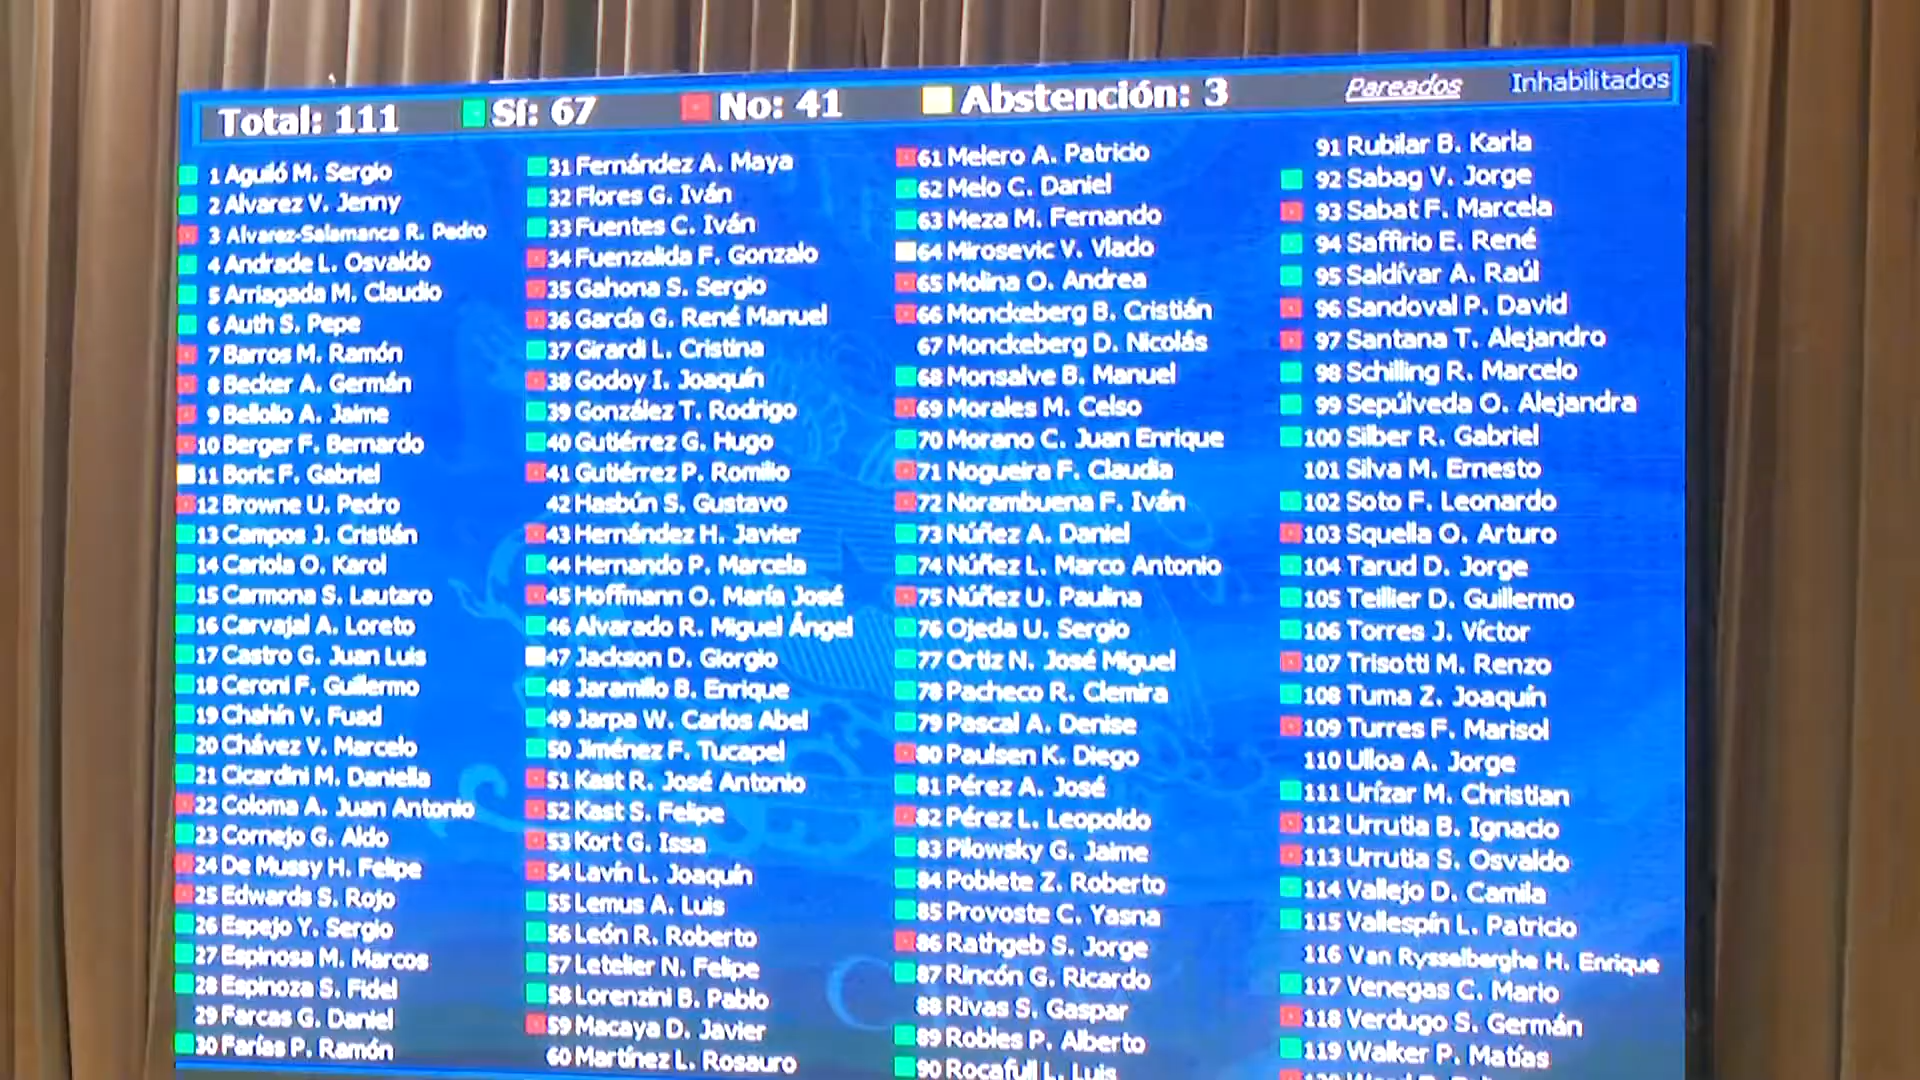 Total: 111 Sí: 67 No: 41 Abstención: 3 Pareados Inhabilitados
1 Aguiló M. Sergio
2 Alvarez V. Jenny
3 Alvarez-Salamanca R. Pedro
4 Andrade L. Osvaldo
5 Arriagada M. Claudio
6 Auth S. Pepe
7 Barros M. Ramón
8 Becker A. Germán
9 Bellolio A. Jaime
10 Berger F. Bernardo
11 Boric F. Gabriel
12 Browne U. Pedro
13 Campos J. Cristián
14 Cariola O. Karol
15 Carmona S. Lautaro
16 Carvajal A. Loreto
17 Castro G. Juan Luis
18 Ceroni F. Guillermo
19 Chahín V. Fuad
20 Chávez V. Marcelo
21 Cicardini M. Daniella
22 Coloma A. Juan Antonio
23 Cornejo G. Aldo
24 De Mussy H. Felipe
25 Edwards S. Rojo
26 Espejo Y. Sergio
27 Espinosa M. Marcos
28 Espinoza S. Fidel
29 Farcas G. Daniel
30 Farías P. Ramón
31 Fernández A. Maya
32 Flores G. Iván
33 Fuentes C. Iván
34 Fuenzalida F. Gonzalo
35 Gahona S. Sergio
36 García G. René Manuel
37 Girardi L. Cristina
38 Godoy I. Joaquín
39 González T. Rodrigo
40 Gutiérrez G. Hugo
41 Gutiérrez P. Romilio
42 Hasbún S. Gustavo
43 Hernández H. Javier
44 Hernando P. Marcela
45 Hoffmann O. María José
46 Alvarado R. Miguel Ángel
47 Jackson D. Giorgio
48 Jaramillo B. Enrique
49 Jarpa W. Carlos Abel
50 Jiménez F. Tucapel
51 Kast R. José Antonio
52 Kast S. Felipe
53 Kort G. Issa
54 Lavín L. Joaquín
55 Lemus A. Luis
56 León R. Roberto
57 Letelier N. Felipe
58 Lorenzini B. Pablo
59 Macaya D. Javier
60 Martínez L. Rosauro
61 Melero A. Patricio
62 Melo C. Daniel
63 Meza M. Fernando
64 Mirosevic V. Vlado
65 Molina O. Andrea
66 Monckeberg B. Cristián
67 Monckeberg D. Nicolás
68 Monsalve B. Manuel
69 Morales M. Celso
70 Morano C. Juan Enrique
71 Nogueira F. Claudia
72 Norambuena F. Iván
73 Núñez A. Daniel
74 Núñez L. Marco Antonio
75 Núñez U. Paulina
76 Ojeda U. Sergio
77 Ortiz N. José Miguel
78 Pacheco R. Clemira
79 Pascal A. Denise
80 Paulsen K. Diego
81 Pérez A. José
82 Pérez L. Leopoldo
83 Pilowsky G. Jaime
84 Poblete Z. Roberto
85 Provoste C. Yasna
86 Rathgeb S. Jorge
87 Rincón G. Ricardo
88 Rivas S. Gaspar
89 Robles P. Alberto
90 Rocafull L. Luis
91 Rubilar B. Karla
92 Sabag V. Jorge
93 Sabat F. Marcela
94 Saffirio E. René
95 Saldívar A. Raúl
96 Sandoval P. David
97 Santana T. Alejandro
98 Schilling R. Marcelo
99 Sepúlveda O. Alejandra
100 Silber R. Gabriel
101 Silva M. Ernesto
102 Soto F. Leonardo
103 Squella O. Arturo
104 Tarud D. Jorge
105 Teillier D. Guillermo
106 Torres J. Víctor
107 Trisotti M. Renzo
108 Tuma Z. Joaquín
109 Turres F. Marisol
110 Ulloa A. Jorge
111 Urízar M. Christian
112 Urrutia B. Ignacio
113 Urrutia S. Osvaldo
114 Vallejo D. Camila
115 Vallespín L. Patricio
116 Van Rysselberghe H. Enrique
117 Venegas C. Mario
118 Verdugo S. Germán
119 Walker P. Matías